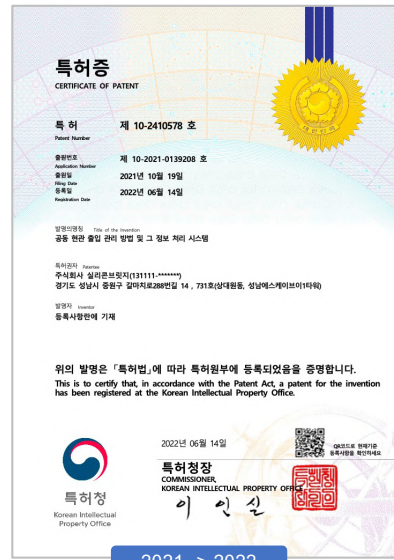 특허증
CERTIFICATE OF PATENT
특 허 제 10-2410578 호
Patent Number
출원번호 제 10-2021-0139208 호
Application Number
출원일 2021년 10월 19일
Filing Date
등록일 2022년 06월 14일
Registration Date
발명의명칭 Title of the Invention
공동 현관 출입 관리 방법 및 그 정보 처리 시스템
특허권자 Patentee
주식회사 실리콘브릿지(131111-*******)
경기도 성남시 중원구 갈마치로288번길 14 , 731호(상대원동, 성남에스케이브이1타워)
발명자 Inventor
등록사항란에 기재
위의 발명은 「특허법」에 따라 특허원부에 등록되었음을 증명합니다.
This is to certify that, in accordance with the Patent Act, a patent for the invention
has been registered at the Korean Intellectual Property Office.
2022년 06월 14일
QR코드로 현재기준
등록사항을 확인하세요
특허청장
COMMISSIONER,
KOREAN INTELLECTUAL PROPERTY OFFICE
이 인 실
특허청
Korean Intellectual
Property Office
2021 -> 2022